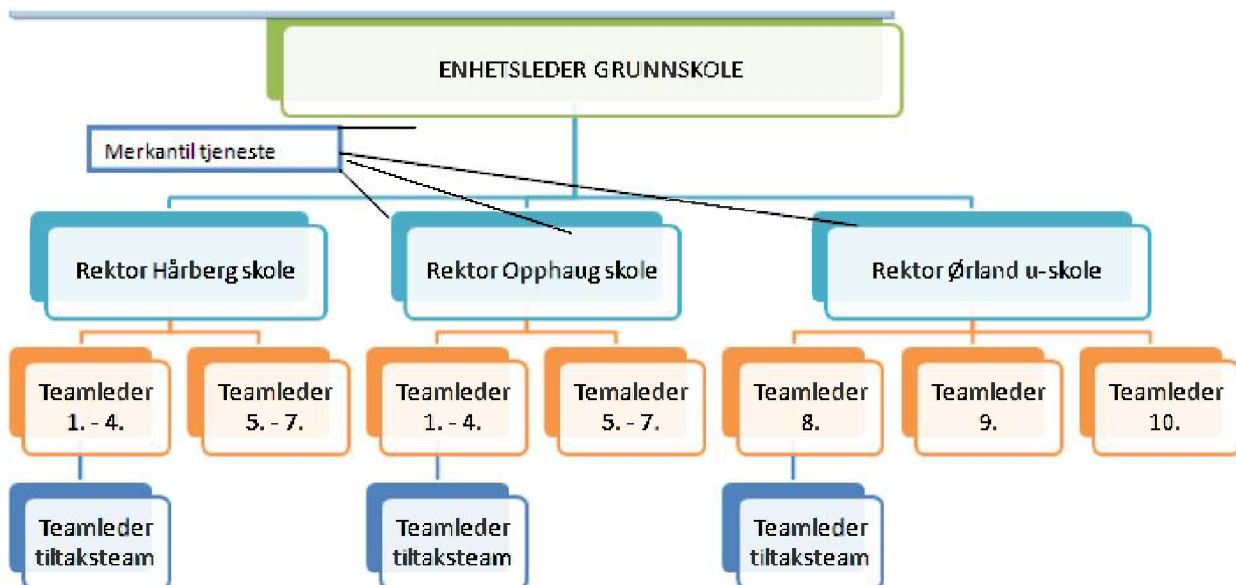 ENHETSLEDER GRUNNSKOLE
Merkantil tjeneste
Rektor Hårberg skole
Rektor Opphaug skole
Rektor Ørland u-skole
Teamleder
1. - 4.
Teamleder
5. - 7.
Teamleder
1. - 4.
Temaleder
5. - 7.
Teamleder
8.
Teamleder
9.
Teamleder
10.
Teamleder
tiltaksteam
Teamleder
tiltaksteam
Teamleder
tiltaksteam